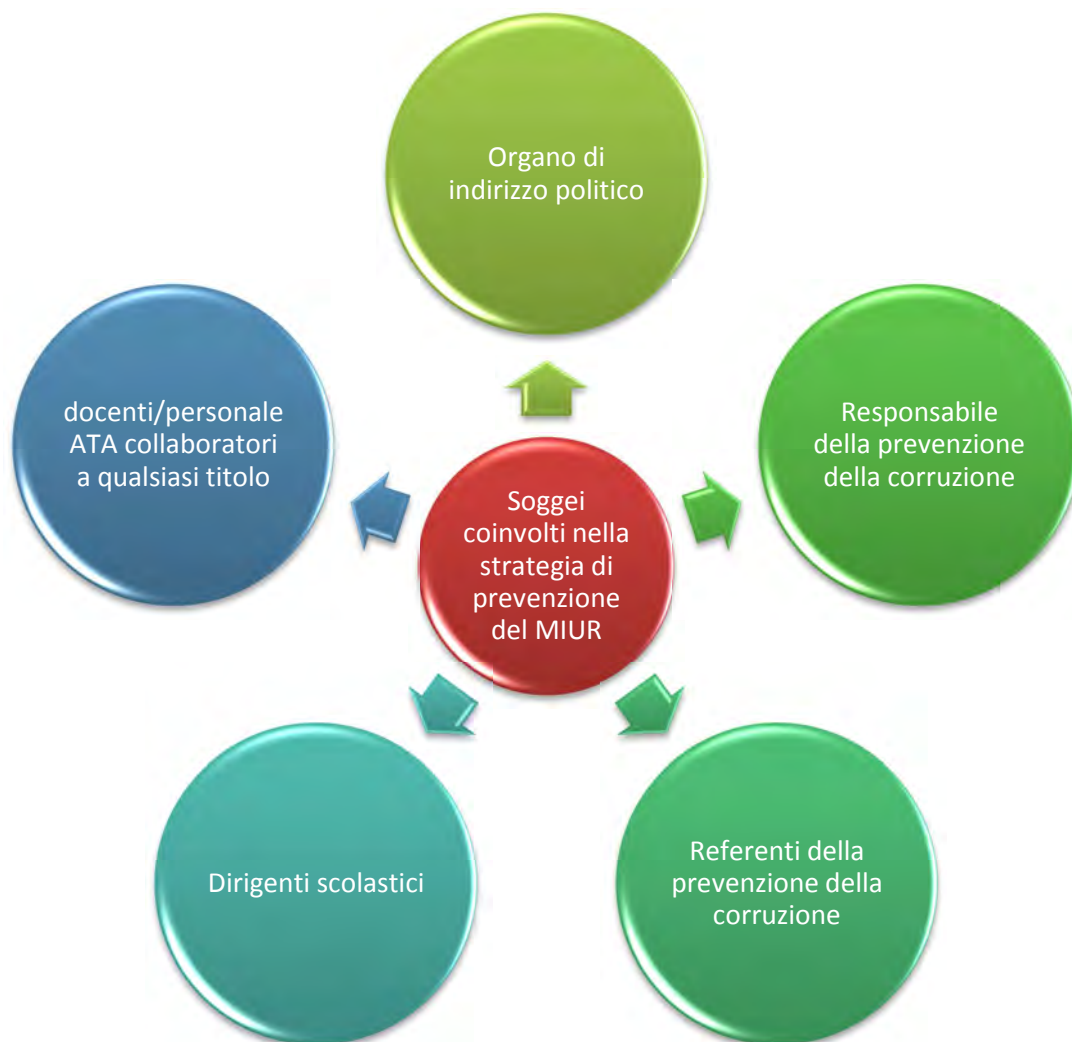 Organo di
indirizzo politico
docenti/personale
ATA collaboratori
a qualsiasi titolo
Responsabile
della prevenzione
della corruzione
Soggei
coinvolti nella
strategia di
prevenzione
del MIUR
Dirigenti scolastici
Referenti della
prevenzione della
corruzione